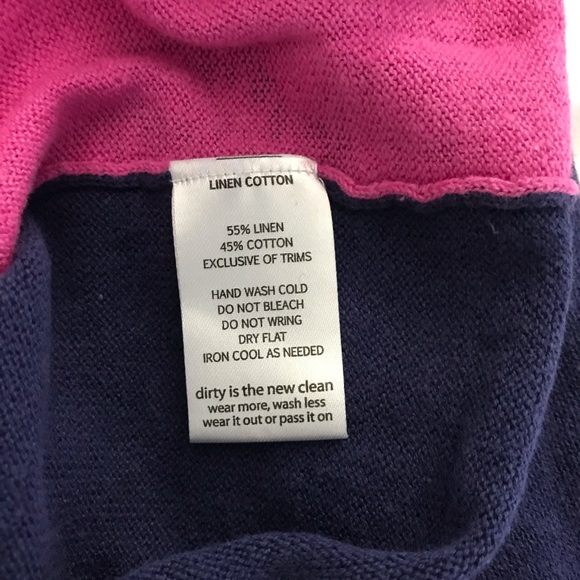 LINEN COTTON
55% LINEN
45% COTTON
EXCLUSIVE OF TRIMS
HAND WASH COLD
DO NOT BLEACH
DO NOT WRING
DRY FLAT
IRON COOL AS NEEDED
dirty is the new clean
wear more, wash less
wear it out or pass it on